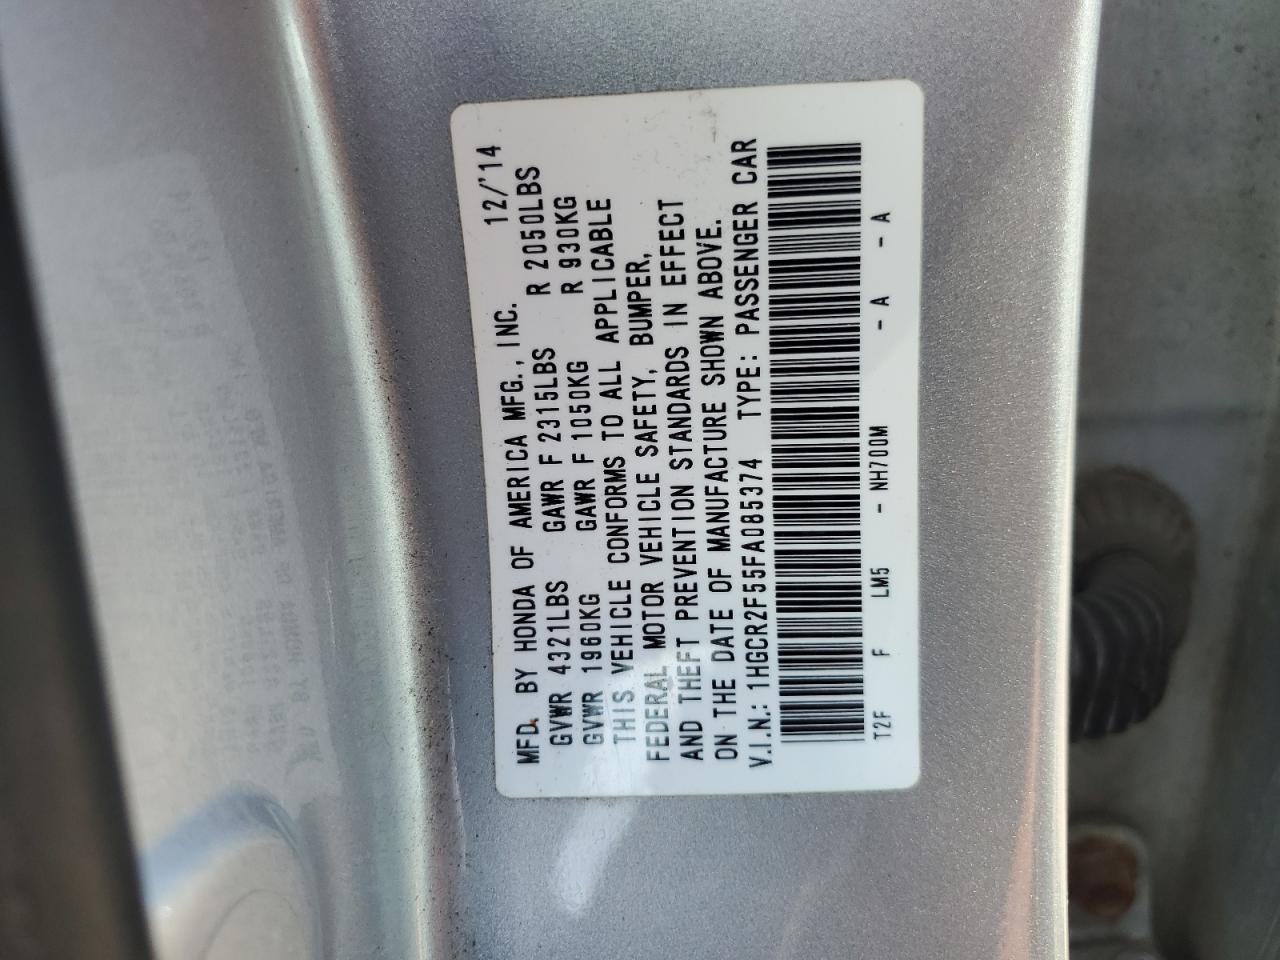 MFD. BY HONDA OF AMERICA MFG., INC. 12/'14
GVWR 4321LBS GAWR F 2315LBS R 2050LBS
GVWR 1960KG GAWR F 1050KG R 930KG
THIS VEHICLE CONFORMS TO ALL APPLICABLE
FEDERAL MOTOR VEHICLE SAFETY, BUMPER,
AND THEFT PREVENTION STANDARDS IN EFFECT
ON THE DATE OF MANUFACTURE SHOWN ABOVE.
V.I.N.: 1HGCR2F55FA085374 TYPE: PASSENGER CAR
T2F F LM5 - NH700M - A - A